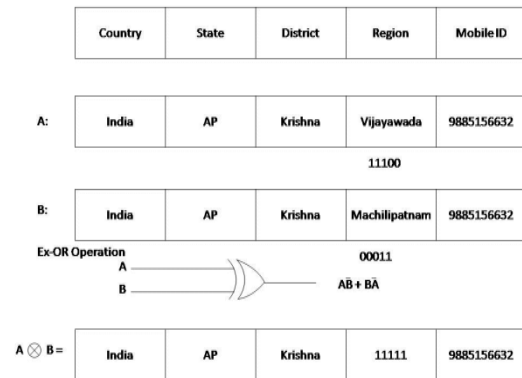 Country State District Region Mobile ID
A: India AP Krishna Vijayawada 9885156632
11100
B: India AP Krishna Machilipatnam 9885156632
Ex-OR Operation 00011
A
B
AB̄ + BĀ
A ⊗ B = India AP Krishna 11111 9885156632